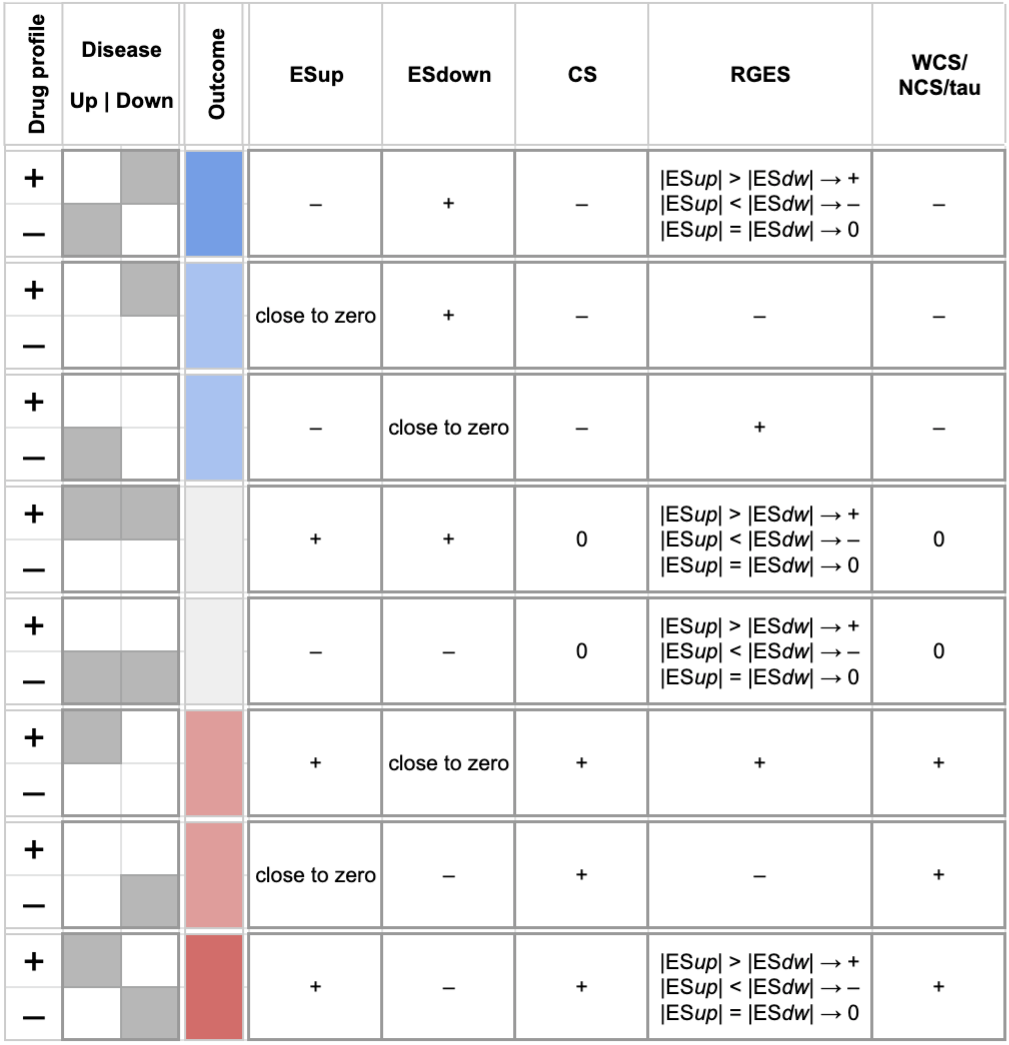 Drug profile
Disease
Up | Down
Outcome
ESup
ESdown
CS
RGES
WCS/
NCS/tau
+
–
–
+
–
|ESup| > |ESdw| → +
|ESup| < |ESdw| → –
|ESup| = |ESdw| → 0
–
+
–
close to zero
+
–
–
–
+
–
–
close to zero
–
+
–
+
–
+
+
0
|ESup| > |ESdw| → +
|ESup| < |ESdw| → –
|ESup| = |ESdw| → 0
0
+
–
–
–
0
|ESup| > |ESdw| → +
|ESup| < |ESdw| → –
|ESup| = |ESdw| → 0
0
+
–
+
close to zero
+
+
+
+
–
close to zero
–
+
–
+
+
–
+
–
+
|ESup| > |ESdw| → +
|ESup| < |ESdw| → –
|ESup| = |ESdw| → 0
+